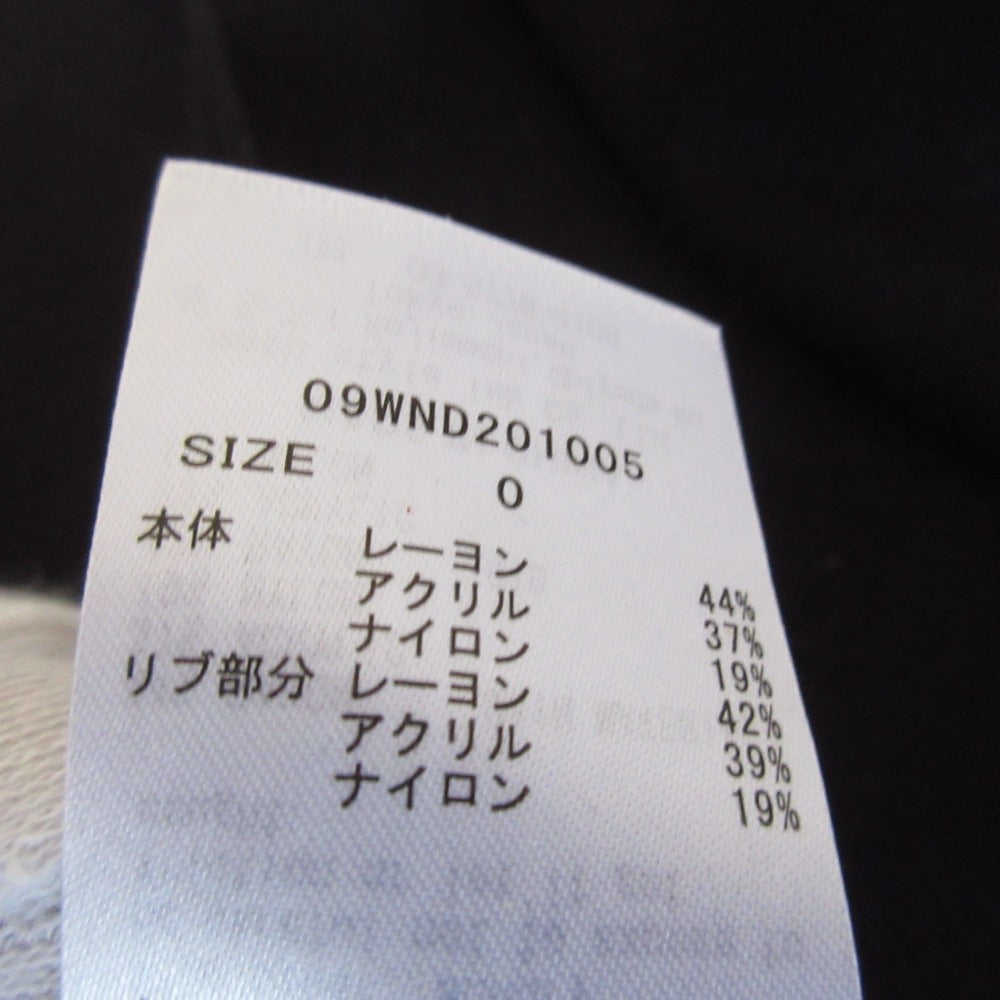 09WND201005
SIZE 0
本体 レーヨン 44%
アクリル 37%
ナイロン 19%
リブ部分 レーヨン 42%
アクリル 39%
ナイロン 19%